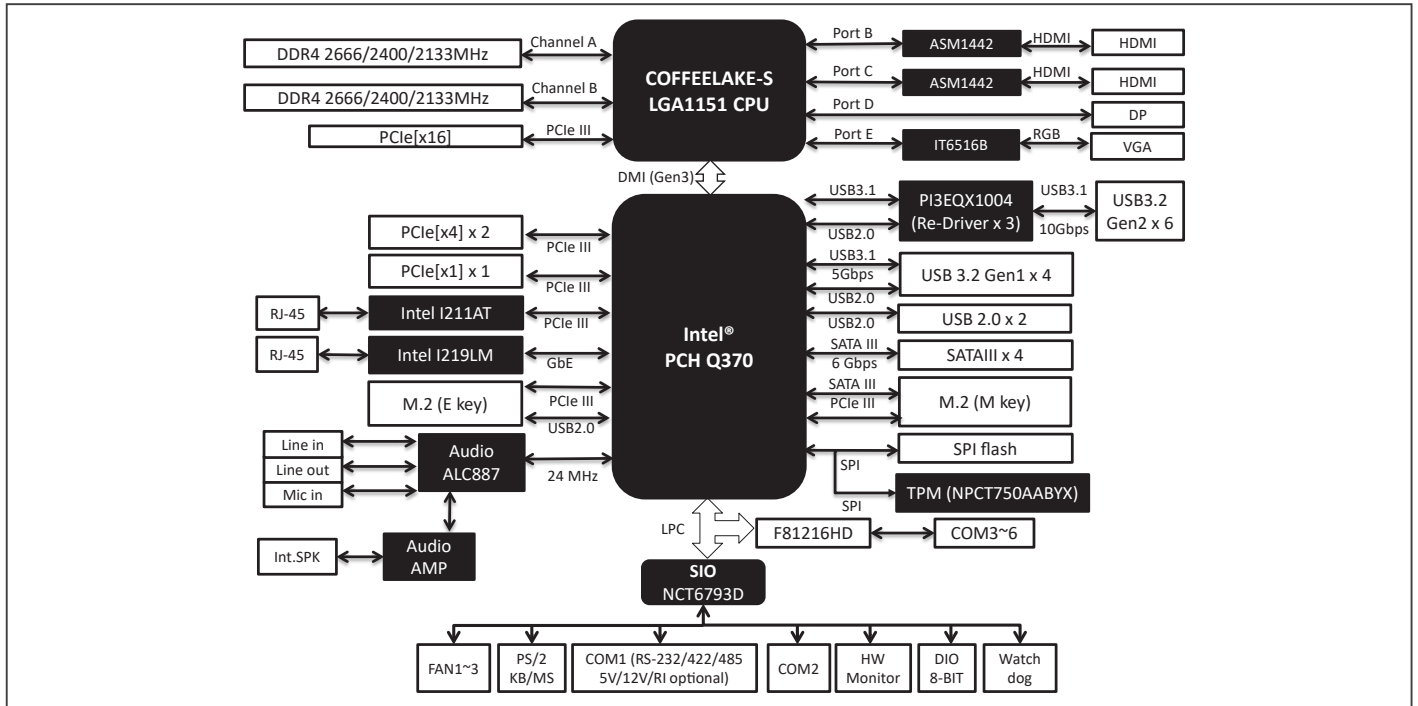 DDR4 2666/2400/2133MHz
Channel A
DDR4 2666/2400/2133MHz
Channel B
PCIe[x16]
PCIe III
COFFEELAKE-S
LGA1151 CPU
Port B
ASM1442
HDMI
HDMI
Port C
ASM1442
HDMI
HDMI
Port D
DP
Port E
IT6516B
RGB
VGA
DMI (Gen3)
PCIe[x4] x 2
PCIe III
PCIe[x1] x 1
PCIe III
RJ-45
Intel I211AT
PCIe III
RJ-45
Intel I219LM
GbE
M.2 (E key)
PCIe III
USB2.0
Line in
Line out
Mic in
Audio
ALC887
24 MHz
Int.SPK
Audio
AMP
Intel®
PCH Q370
USB3.1
USB2.0
PI3EQX1004
(Re-Driver x 3)
USB3.1
10Gbps
USB3.2
Gen2 x 6
USB3.1
5Gbps
USB2.0
USB 3.2 Gen1 x 4
USB2.0
USB 2.0 x 2
SATA III
6 Gbps
SATAIII x 4
SATA III
PCIe III
M.2 (M key)
SPI
SPI flash
SPI
TPM (NPCT750AABYX)
LPC
F81216HD
COM3~6
SIO
NCT6793D
FAN1~3
PS/2
KB/MS
COM1 (RS-232/422/485
5V/12V/RI optional)
COM2
HW
Monitor
DIO
8-BIT
Watch
dog